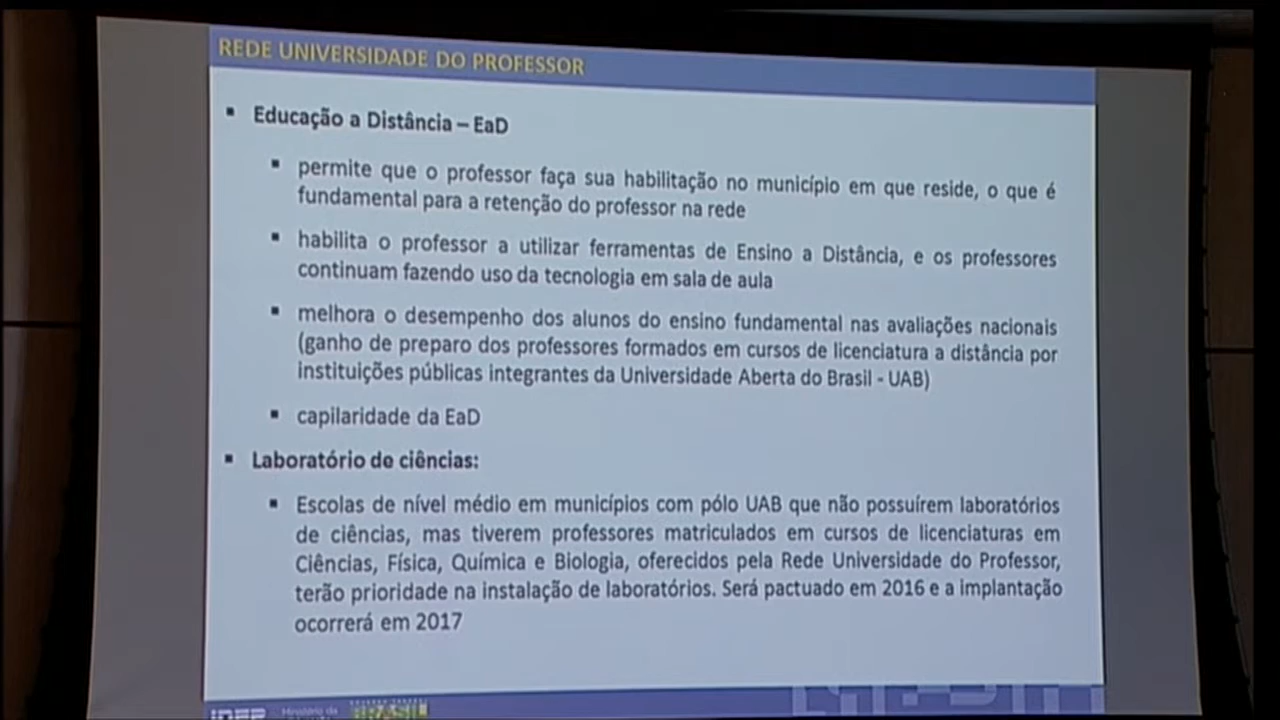 REDE UNIVERSIDADE DO PROFESSOR
▪ Educação a Distância – EaD
▪ permite que o professor faça sua habilitação no município em que reside, o que é
fundamental para a retenção do professor na rede
▪ habilita o professor a utilizar ferramentas de Ensino a Distância, e os professores
continuam fazendo uso da tecnologia em sala de aula
▪ melhora o desempenho dos alunos do ensino fundamental nas avaliações nacionais
(ganho de preparo dos professores formados em cursos de licenciatura a distância por
instituições públicas integrantes da Universidade Aberta do Brasil - UAB)
▪ capilaridade da EaD
▪ Laboratório de ciências:
▪ Escolas de nível médio em municípios com pólo UAB que não possuírem laboratórios
de ciências, mas tiverem professores matriculados em cursos de licenciaturas em
Ciências, Física, Química e Biologia, oferecidos pela Rede Universidade do Professor,
terão prioridade na instalação de laboratórios. Será pactuado em 2016 e a implantação
ocorrerá em 2017
Ministério da
BRASIL